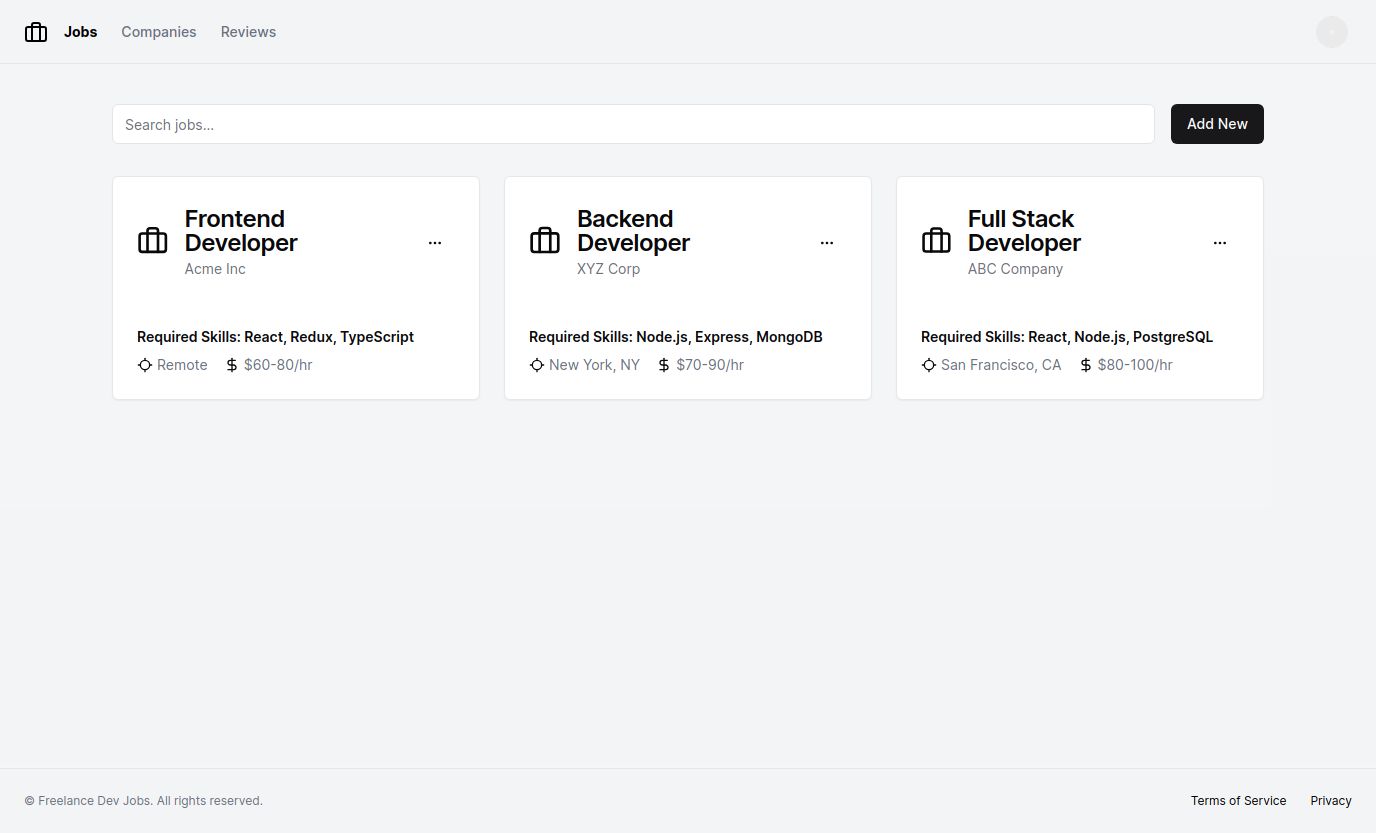 Jobs Companies Reviews
Search jobs...
Add New
Frontend
Developer
Acme Inc
Required Skills: React, Redux, TypeScript
Remote $60-80/hr
Backend
Developer
XYZ Corp
Required Skills: Node.js, Express, MongoDB
New York, NY $70-90/hr
Full Stack
Developer
ABC Company
Required Skills: React, Node.js, PostgreSQL
San Francisco, CA $80-100/hr
© Freelance Dev Jobs. All rights reserved.
Terms of Service Privacy